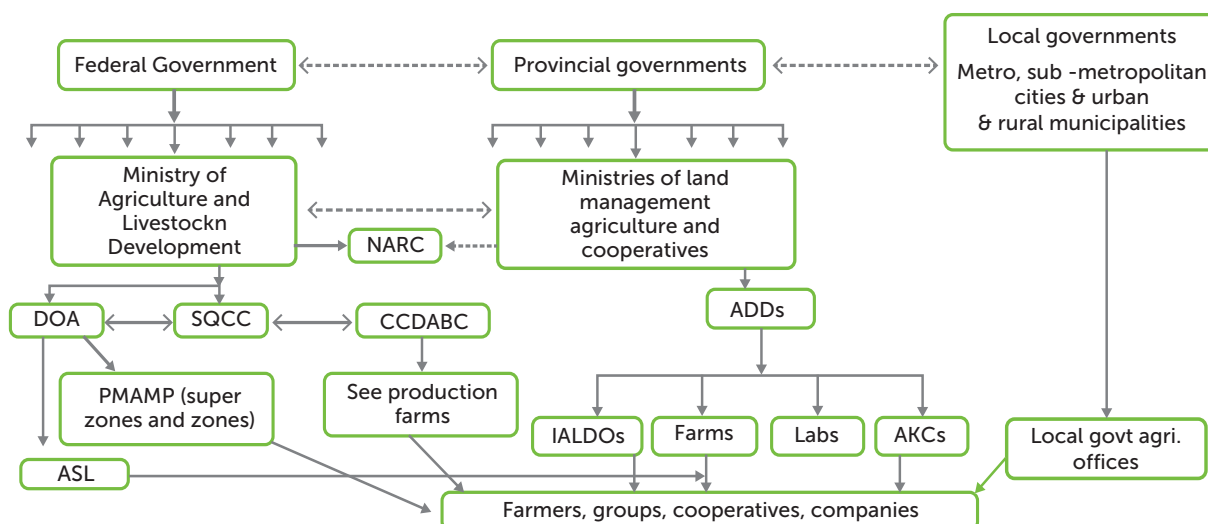 Federal Government
Provincial governments
Local governments
Metro, sub -metropolitan
cities & urban
& rural municipalities
Ministry of
Agriculture and
Livestockn
Development
NARC
Ministries of land
management
agriculture and
cooperatives
DOA
SQCC
CCDABC
ADDs
PMAMP (super
zones and zones)
See production
farms
IALDOs
Farms
Labs
AKCs
Local govt agri.
offices
ASL
Farmers, groups, cooperatives, companies